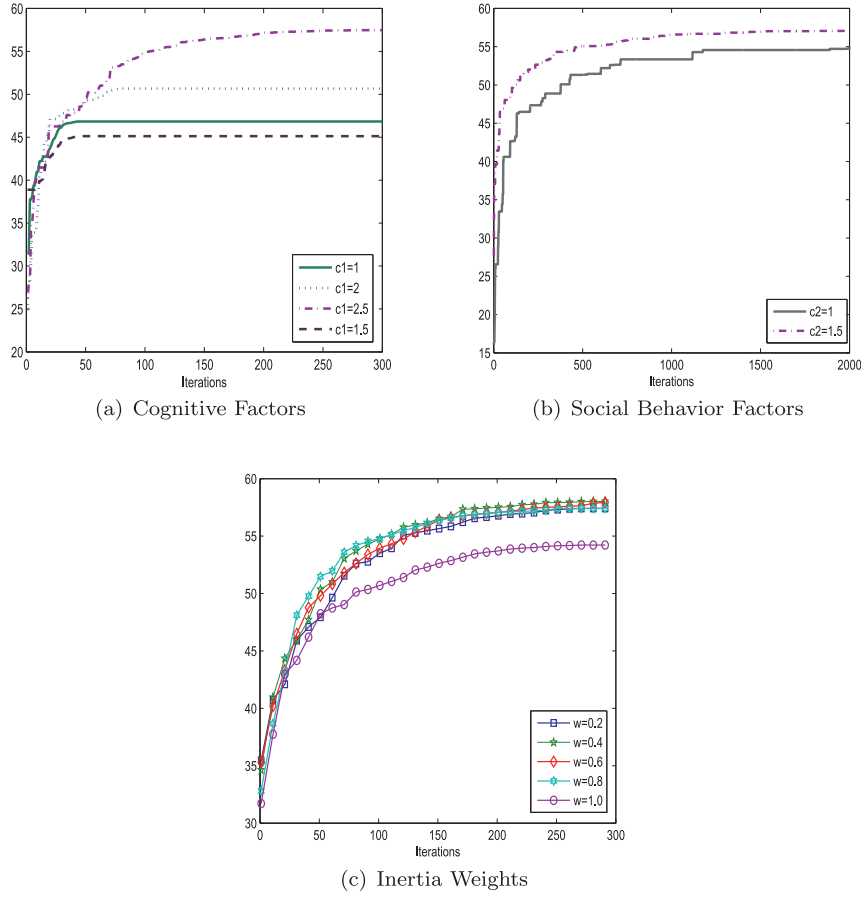 60
55
50
45
40
35
30
25
20
0 50 100 150 200 250 300
Iterations
c1=1
c1=2
c1=2.5
c1=1.5
(a) Cognitive Factors
60
55
50
45
40
35
30
25
20
15
0 500 1000 1500 2000
Iterations
c2=1
c2=1.5
(b) Social Behavior Factors
60
55
50
45
40
35
30
0 50 100 150 200 250 300
Iterations
w=0.2
w=0.4
w=0.6
w=0.8
w=1.0
(c) Inertia Weights